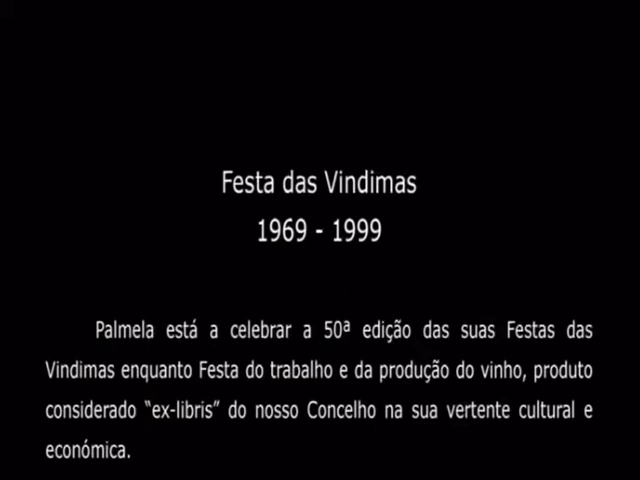 Festa das Vindimas
1969 - 1999
Palmela está a celebrar a 50ª edição das suas Festas das
Vindimas enquanto Festa do trabalho e da produção do vinho, produto
considerado “ex-libris” do nosso Concelho na sua vertente cultural e
económica.